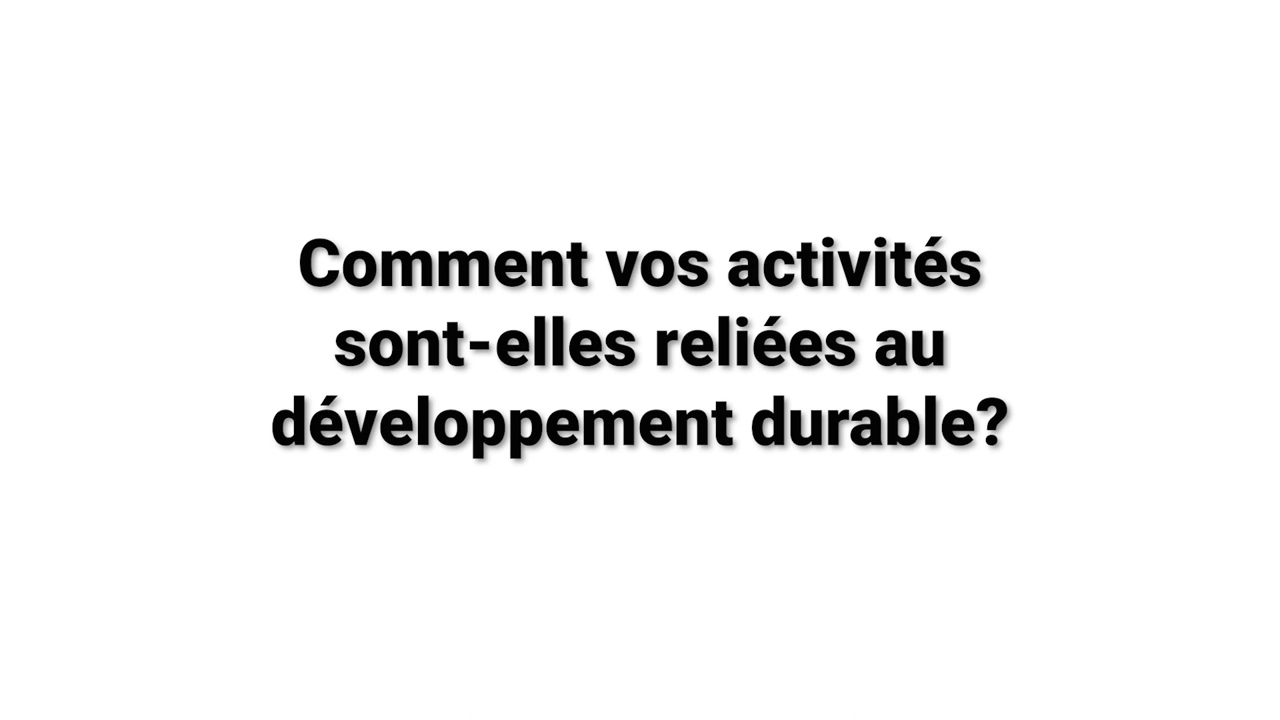 Comment vos activités
sont-elles reliées au
développement durable?